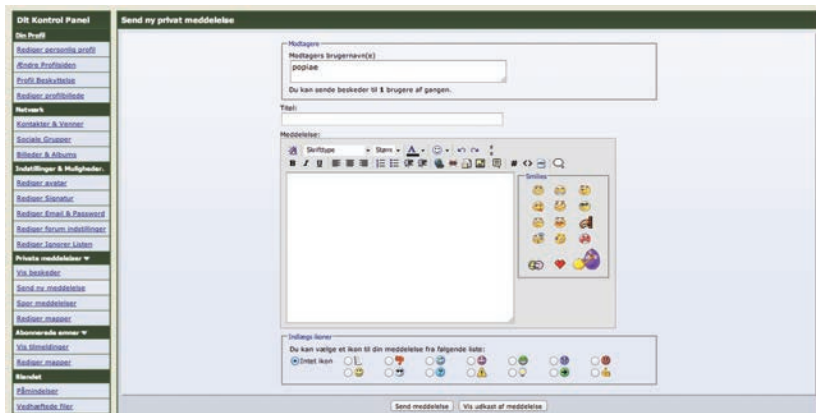 Dit Kontrol Panel
Din Profil
Rediger personlig profil
Ændre Profilsiden
Profil Beskyttelse
Rediger profilbillede
Netværk
Kontakter & Venner
Sociale Grupper
Billeder & Albums
Indstillinger & Muligheder.
Rediger avatar
Rediger Signatur
Rediger Email & Password
Rediger forum indstillinger
Rediger Ignorer Listen
Private meddelelser
Vis beskeder
Send ny meddelelse
Spor meddelelser
Rediger mapper
Abonnerede emner
Vis tilmeldinger
Rediger mapper
Blandet
Påmindelser
Vedhæftede filer
Send ny privat meddelelse
Modtagere
Modtagers brugernavn(e)
popiae
Du kan sende beskeder til 1 brugere af gangen.
Titel:
Meddelelse:
Skrifttype Størr. A
B I U # <>
Smilies
Indlægs ikoner
Du kan vælge et ikon til din meddelelse fra følgende liste:
Intet ikon
Send meddelelse Vis udkast af meddelelse